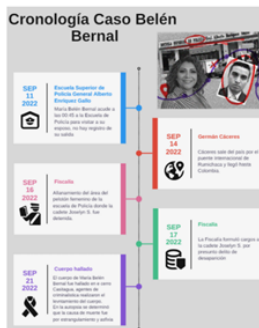 Cronología Caso Belén
Bernal
SEP
11
2022
Escuela Superior de
Policía General Alberto
Enríquez Gallo
María Belén Bernal acude a
las 00:45 a la Escuela de
Policía para visitar a su
esposo, no hay registro de
su salida
SEP
14
2022
Germán Cáceres
Cáceres sale del país por el
puente internacional de
Rumichaca y llegó
Colombia.
SEP
16
2022
Fiscalía
Allanamiento del área del
pelotón femenino de la
escuela de Policía donde la
cadete Joselyn S. fue
detenida.
SEP
17
2022
Fiscalía
La Fiscalía formuló cargos a
la cadete Joselyn S. por
presunto delito de
desaparición
SEP
21
2022
Cuerpo hallado
El cuerpo de María Belén
Bernal fue hallado en el cerro
Casitagua, agentes de
criminalística realizaron el
levantamiento del cuerpo.
En la autopsia se determinó
que la causa de muerte fue
por estrangulamiento y asfixia